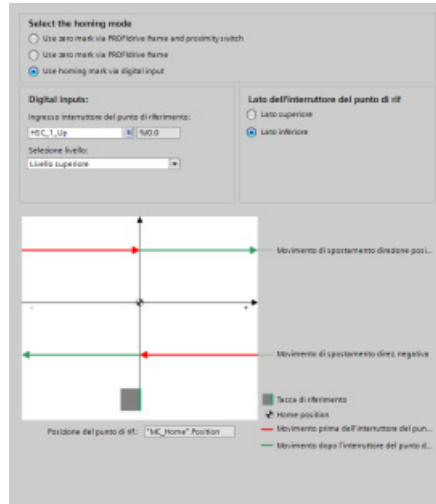 Select the homing mode
Use zero mark via PROFIdrive frame and proximity switch
Use zero mark via PROFIdrive frame
Use homing mark via digital input
Digital Inputs:
Ingresso interruttore del punto di riferimento:
HSC_1_Up
%I0.0
Selezione livello:
Livello superiore
Lato dell'interruttore del punto di rif
Lato superiore
Lato inferiore
Movimento di spostamento direzione posi...
-
+
Movimento di spostamento direz. negativa
Tacca di riferimento
Home position
Movimento prima dell'interruttore del pun...
Movimento dopo l'interruttore del punto d...
Posizione del punto di rif.:
"MC_Home".Position